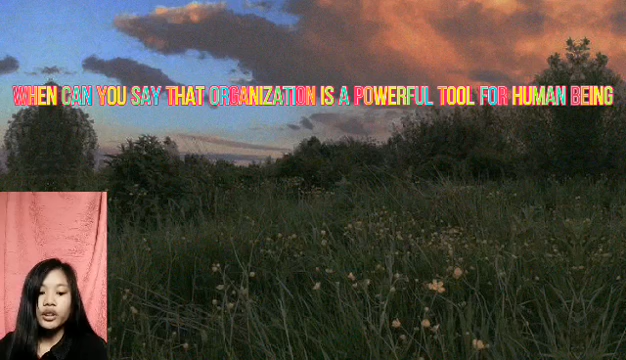 WHEN CAN YOU SAY THAT ORGANIZATION IS A POWERFUL TOOL FOR HUMAN BEING